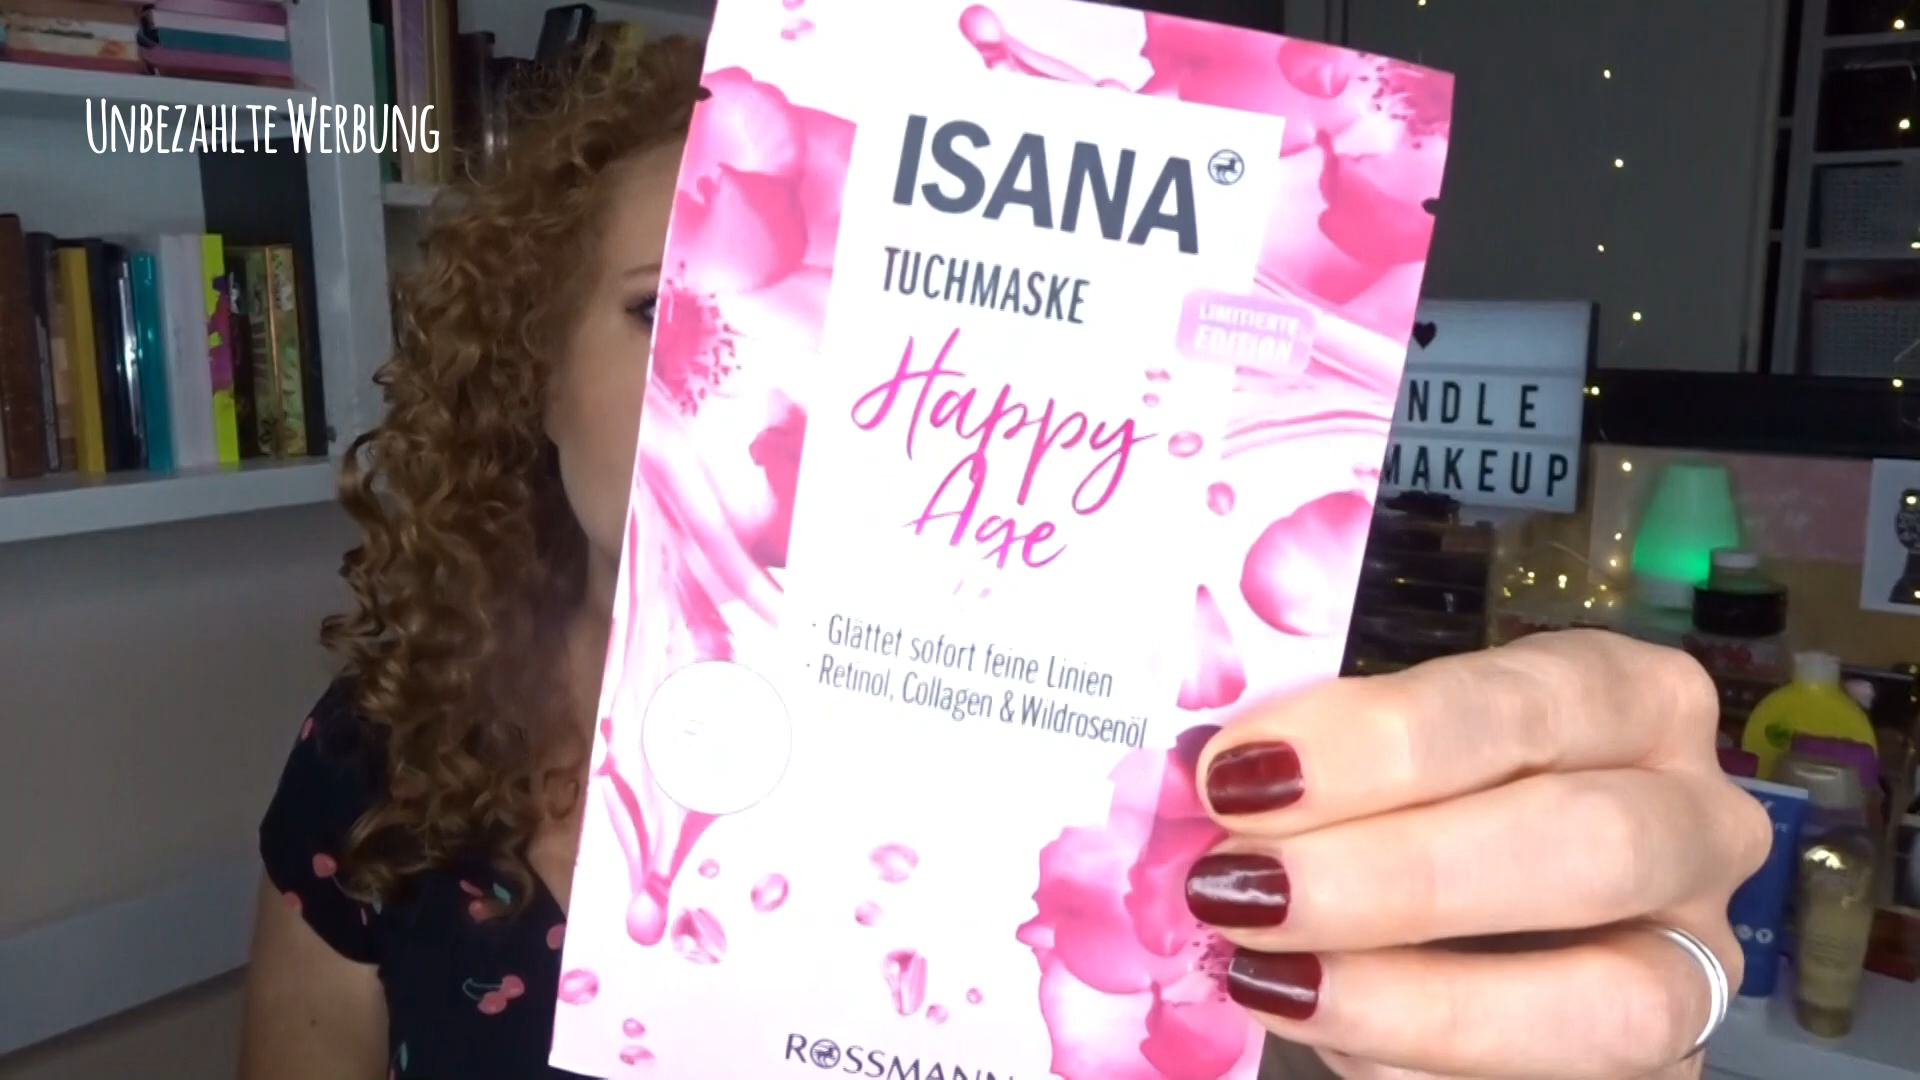 UNBEZAHLTE WERBUNG
ISANA
TUCHMASKE
LIMITIERTE
EDITION
Happy
Age
· Glättet sofort feine Linien
· Retinol, Collagen & Wildrosenöl
ROSSMANN
NDLE
MAKEUP